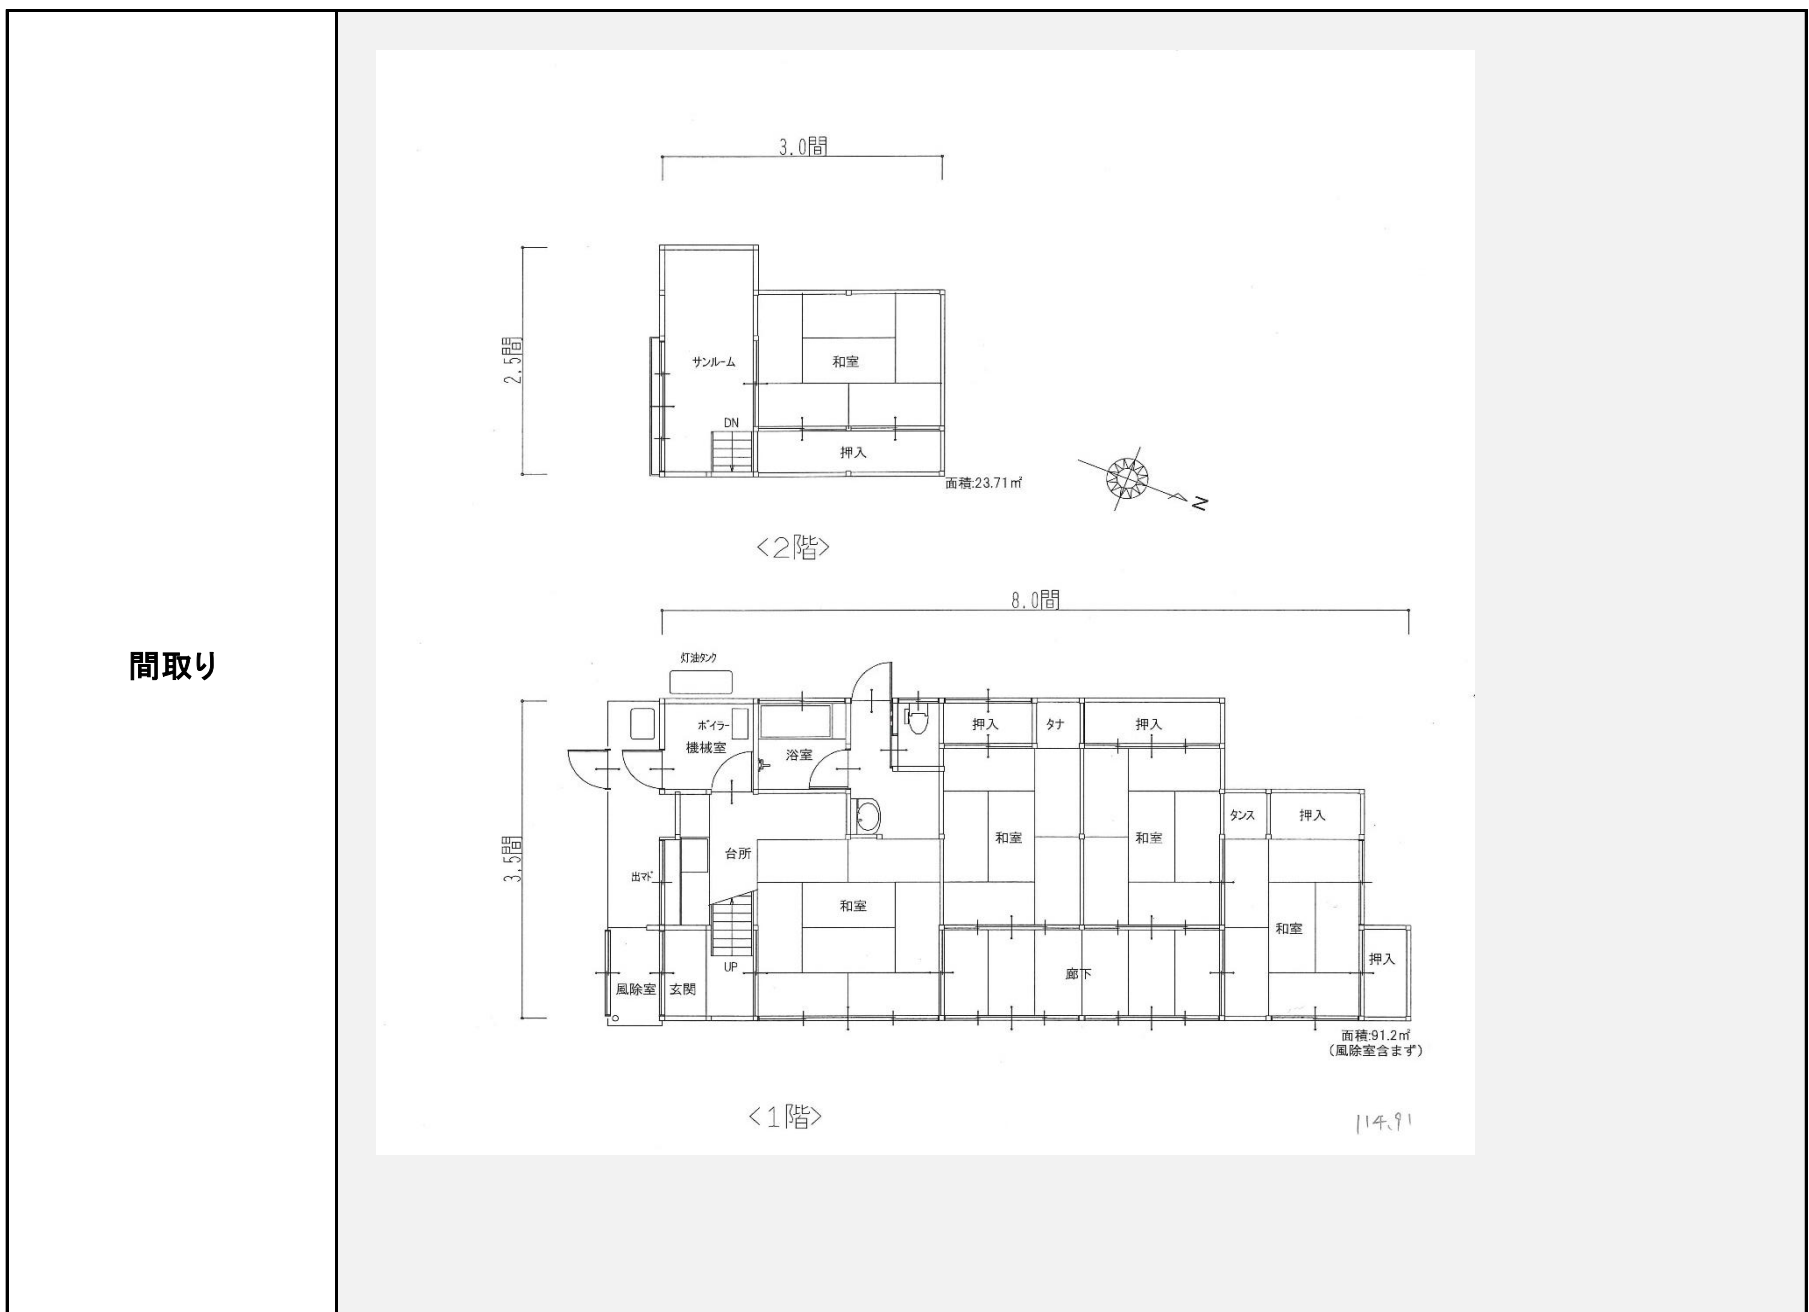 間取り
3.0間
2.5間
サンルーム
和室
DN
押入
面積:23.71㎡
N
<2階>
8.0間
灯油タンク
3.5間
ボイラー
機械室
浴室
押入
タナ
押入
タンス
押入
台所
和室
和室
出マド
和室
和室
押入
UP
廊下
風除室
玄関
面積:91.2㎡
(風除室含まず)
<1階>
114.91